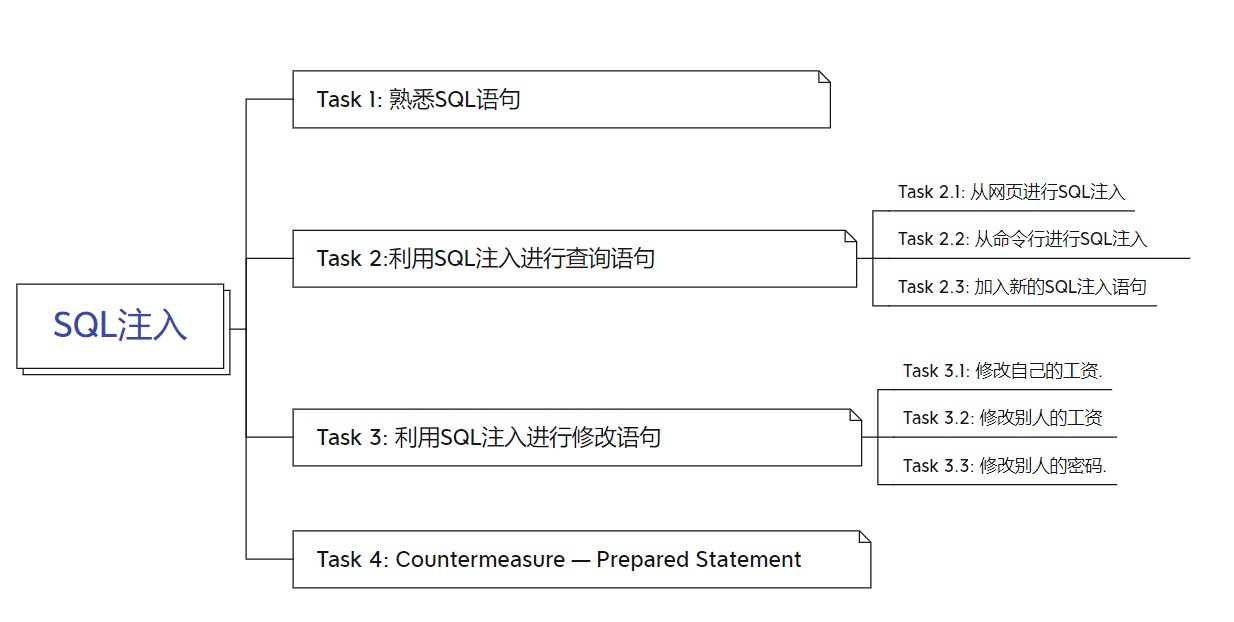 SQL注入
Task 1: 熟悉SQL语句
Task 2:利用SQL注入进行查询语句
Task 2.1: 从网页进行SQL注入
Task 2.2: 从命令行进行SQL注入
Task 2.3: 加入新的SQL注入语句
Task 3: 利用SQL注入进行修改语句
Task 3.1: 修改自己的工资.
Task 3.2: 修改别人的工资
Task 3.3: 修改别人的密码.
Task 4: Countermeasure — Prepared Statement